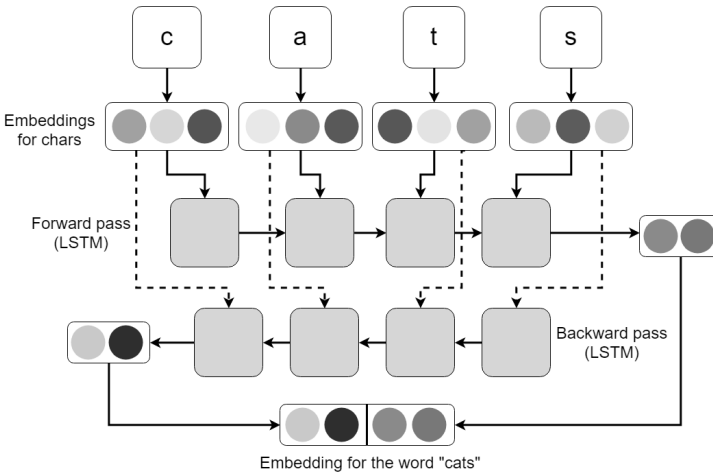 c
a
t
s
Embeddings
for chars
Forward pass
(LSTM)
Backward pass
(LSTM)
Embedding for the word "cats"